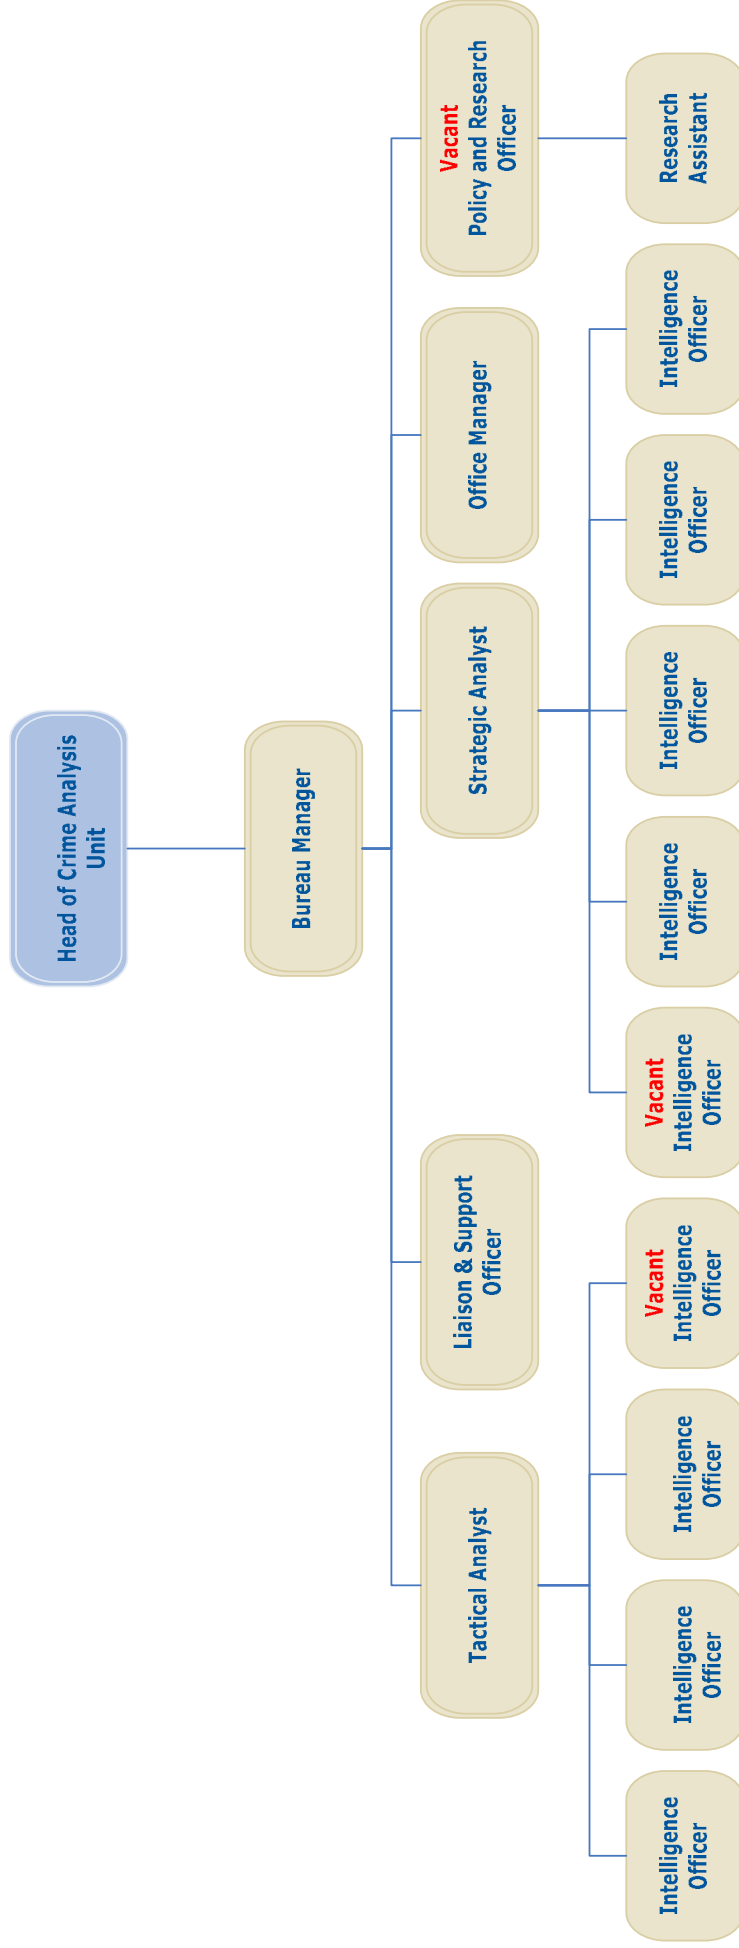 Head of Crime Analysis
Unit
Bureau Manager
Tactical Analyst
Liaison & Support
Officer
Strategic Analyst
Office Manager
Vacant
Policy and Research
Officer
Intelligence
Officer
Intelligence
Officer
Intelligence
Officer
Vacant
Intelligence
Officer
Vacant
Intelligence
Officer
Intelligence
Officer
Intelligence
Officer
Intelligence
Officer
Intelligence
Officer
Research
Assistant